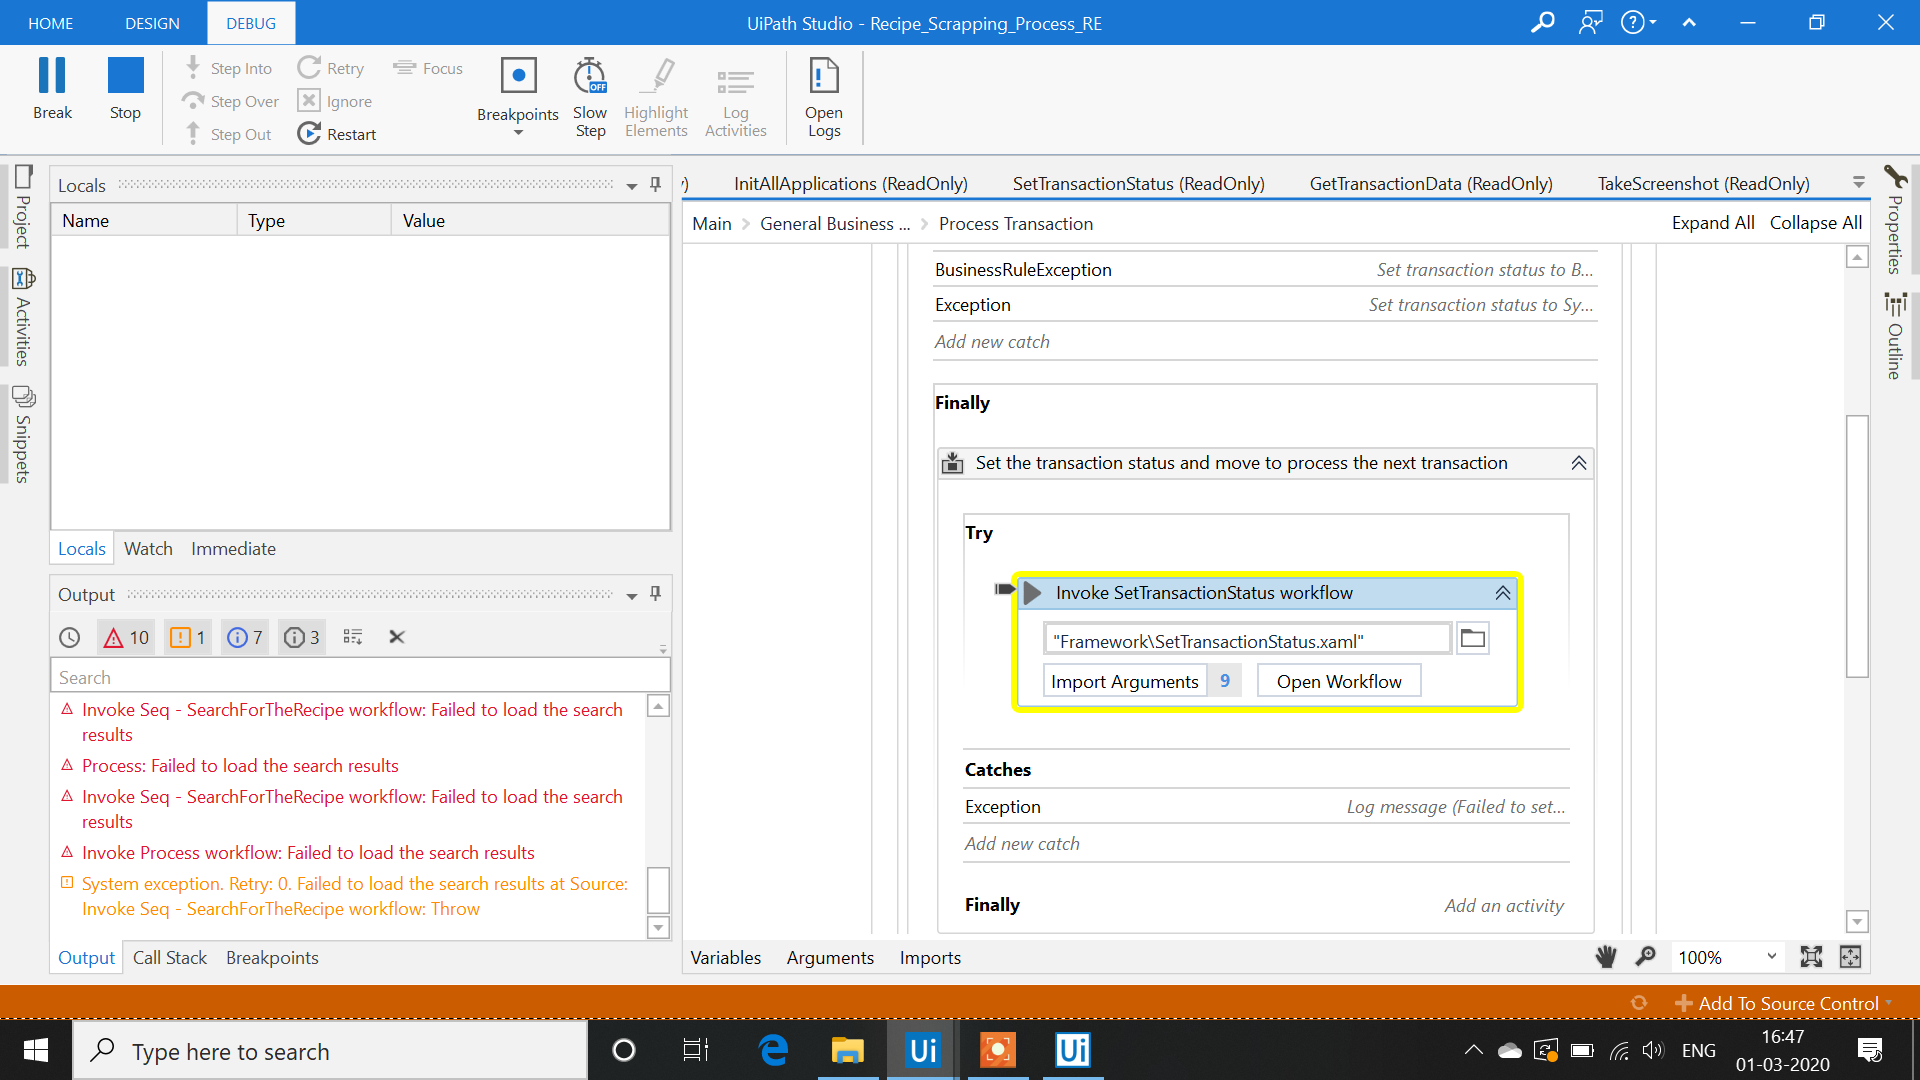 HOME DESIGN DEBUG UiPath Studio - Recipe_Scrapping_Process_RE
Break Stop
Step Into Retry Focus
Step Over Ignore
Step Out Restart
Breakpoints Slow Step Highlight Elements Log Activities Open Logs
OFF
Project
Activities
Snippets
Locals
Name Type Value
Locals Watch Immediate
Output
10 1 7 3
Search
Invoke Seq - SearchForTheRecipe workflow: Failed to load the search
results
Process: Failed to load the search results
Invoke Seq - SearchForTheRecipe workflow: Failed to load the search
results
Invoke Process workflow: Failed to load the search results
System exception. Retry: 0. Failed to load the search results at Source:
Invoke Seq - SearchForTheRecipe workflow: Throw
Output Call Stack Breakpoints
) InitAllApplications (ReadOnly) SetTransactionStatus (ReadOnly) GetTransactionData (ReadOnly) TakeScreenshot (ReadOnly)
Main General Business ... Process Transaction Expand All Collapse All
BusinessRuleException Set transaction status to B...
Exception Set transaction status to Sy...
Add new catch
Finally
Set the transaction status and move to process the next transaction
Try
Invoke SetTransactionStatus workflow
"Framework\SetTransactionStatus.xaml"
Import Arguments 9 Open Workflow
Catches
Exception Log message (Failed to set...
Add new catch
Finally Add an activity
Variables Arguments Imports 100%
Properties
Outline
Add To Source Control
Type here to search
Ui Ui
ENG
16:47
01-03-2020